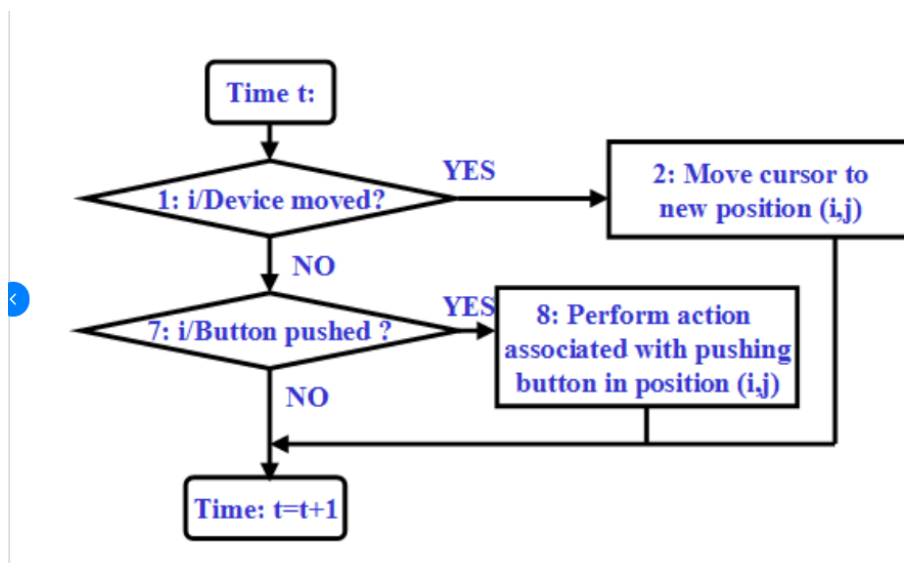 Time t:
1: i/Device moved?
YES
2: Move cursor to
new position (i,j)
NO
7: i/Button pushed ?
YES
8: Perform action
associated with pushing
button in position (i,j)
NO
Time: t=t+1